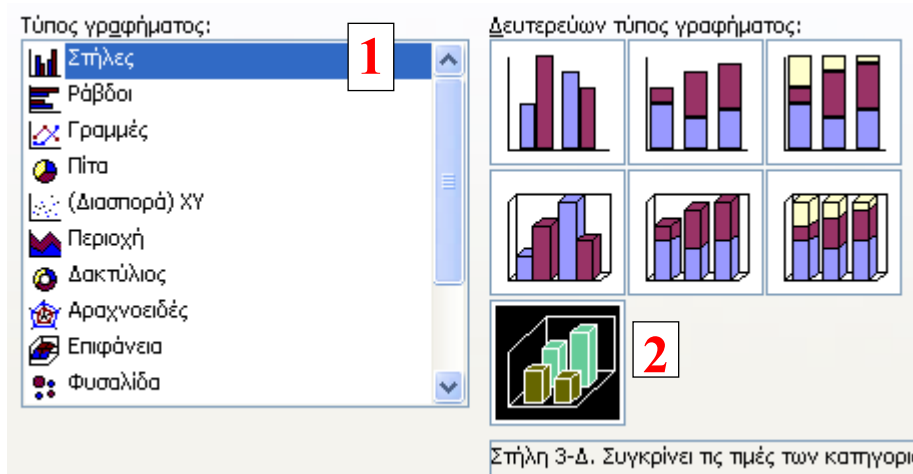 Τύπος γραφήματος:
1
Στήλες
Ράβδοι
Γραμμές
Πίτα
(Διασπορά) XY
Περιοχή
Δακτύλιος
Αραχνοειδές
Επιφάνεια
Φυσαλίδα
Δευτερεύων τύπος γραφήματος:
2
Στήλη 3-Δ. Συγκρίνει τις τιμές των